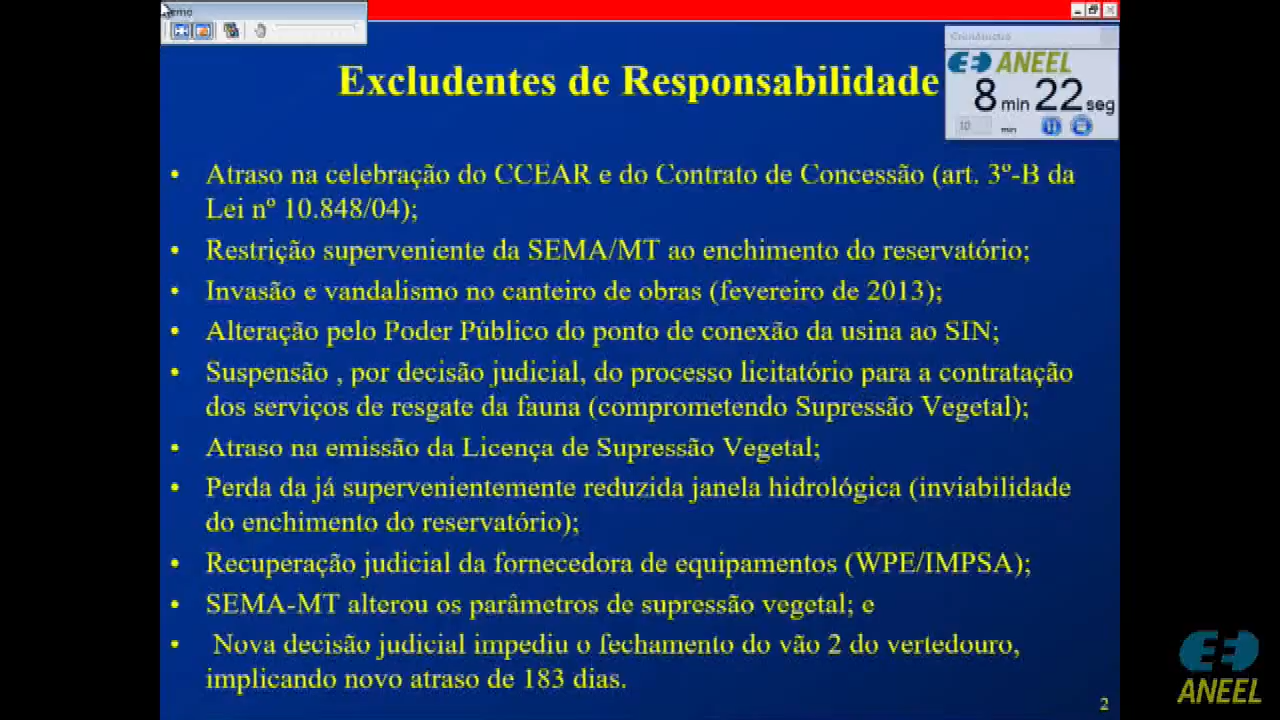 Excludentes de Responsabilidade
Cronômetro
ANEEL
8 min 22 seg
10 min
• Atraso na celebração do CCEAR e do Contrato de Concessão (art. 3º-B da
Lei nº 10.848/04);
• Restrição superveniente da SEMA/MT ao enchimento do reservatório;
• Invasão e vandalismo no canteiro de obras (fevereiro de 2013);
• Alteração pelo Poder Público do ponto de conexão da usina ao SIN;
• Suspensão , por decisão judicial, do processo licitatório para a contratação
dos serviços de resgate da fauna (comprometendo Supressão Vegetal);
• Atraso na emissão da Licença de Supressão Vegetal;
• Perda da já supervenientemente reduzida janela hidrológica (inviabilidade
do enchimento do reservatório);
• Recuperação judicial da fornecedora de equipamentos (WPE/IMPSA);
• SEMA-MT alterou os parâmetros de supressão vegetal; e
• Nova decisão judicial impediu o fechamento do vão 2 do vertedouro,
implicando novo atraso de 183 dias.
2
ANEEL